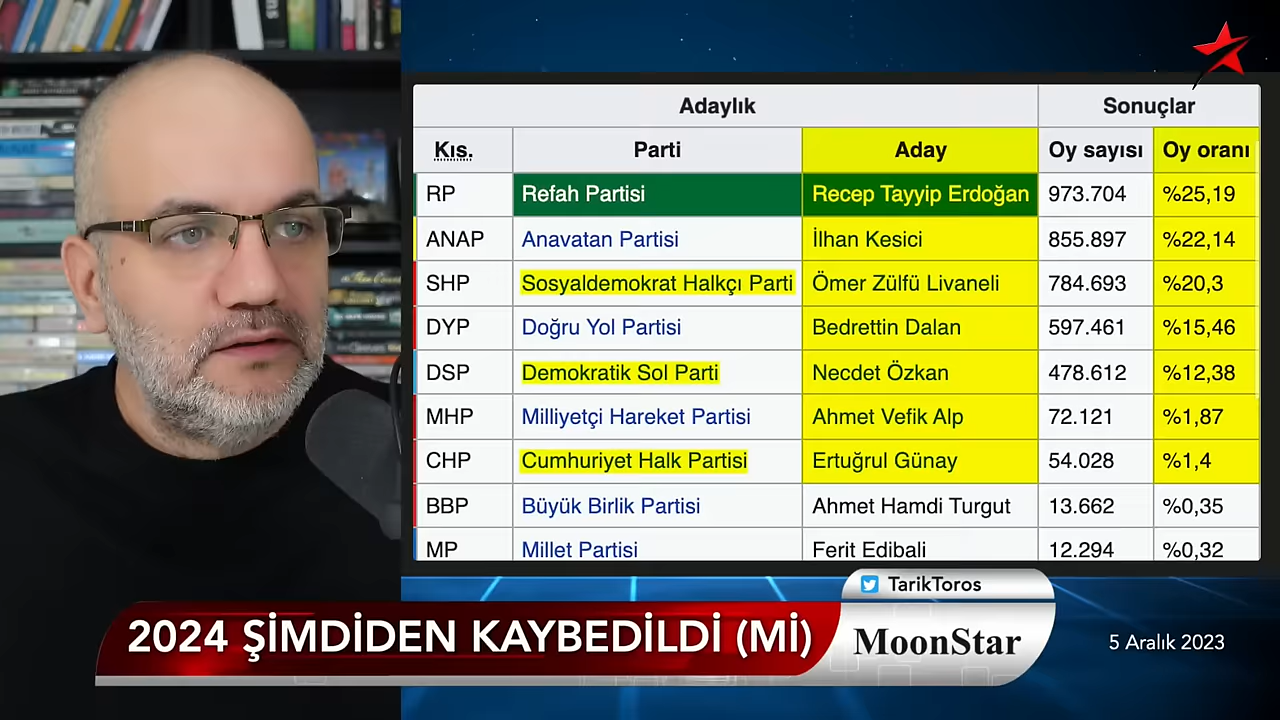 Adaylık Sonuçlar
Kıs. Parti Aday Oy sayısı Oy oranı
RP Refah Partisi Recep Tayyip Erdoğan 973.704 %25,19
ANAP Anavatan Partisi İlhan Kesici 855.897 %22,14
SHP Sosyaldemokrat Halkçı Parti Ömer Zülfü Livaneli 784.693 %20,3
DYP Doğru Yol Partisi Bedrettin Dalan 597.461 %15,46
DSP Demokratik Sol Parti Necdet Özkan 478.612 %12,38
MHP Milliyetçi Hareket Partisi Ahmet Vefik Alp 72.121 %1,87
CHP Cumhuriyet Halk Partisi Ertuğrul Günay 54.028 %1,4
BBP Büyük Birlik Partisi Ahmet Hamdi Turgut 13.662 %0,35
MP Millet Partisi Ferit Edibali 12.294 %0,32
TarikToros
2024 ŞİMDİDEN KAYBEDİLDİ (Mİ)
MoonStar
5 Aralık 2023